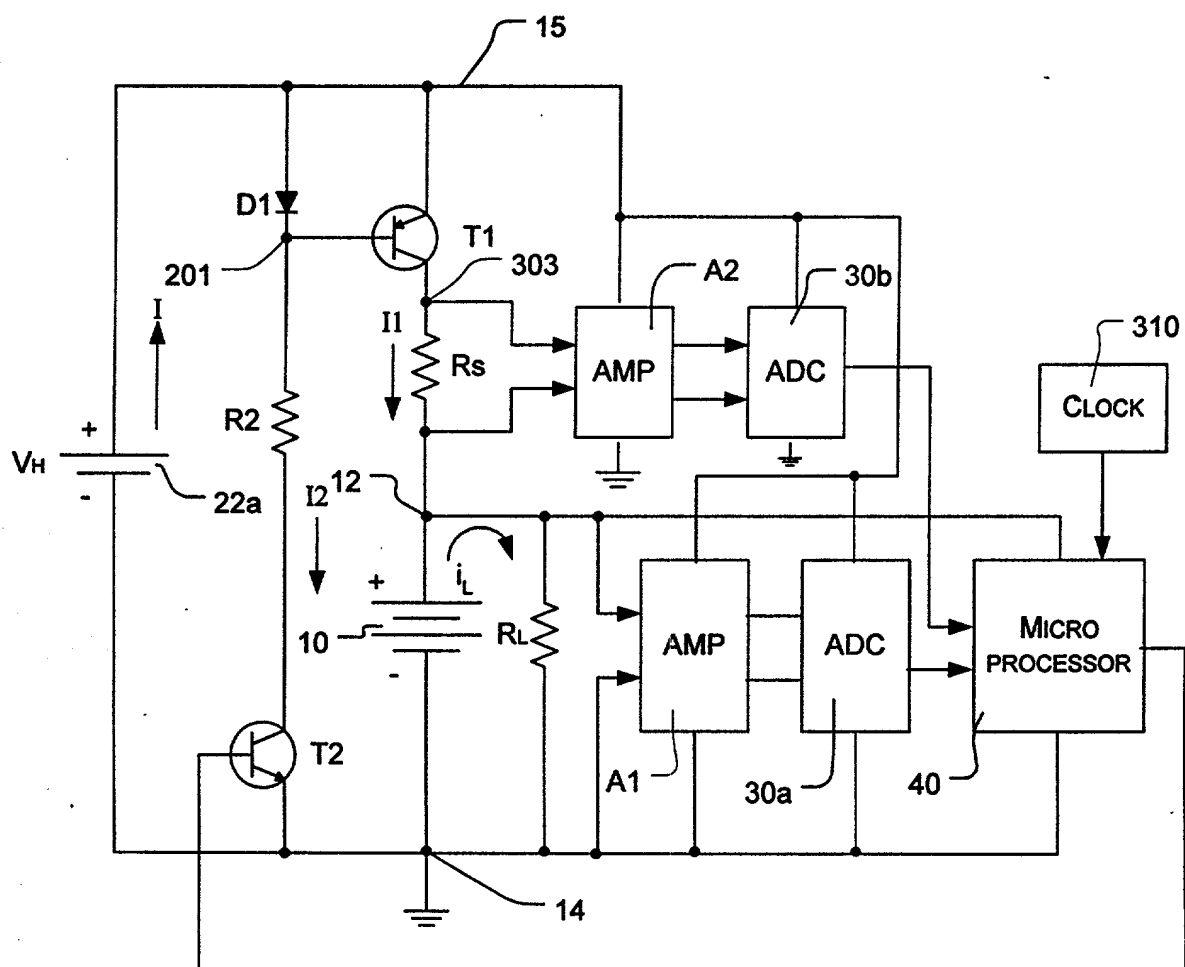 15
D1
T1
201
303
A2
30b
310
I
I1
AMP
ADC
CLOCK
Rs
R2
+
VH
-
22a
I2
12
+
iL
10
RL
AMP
ADC
MICRO
PROCESSOR
-
T2
A1
30a
40
14